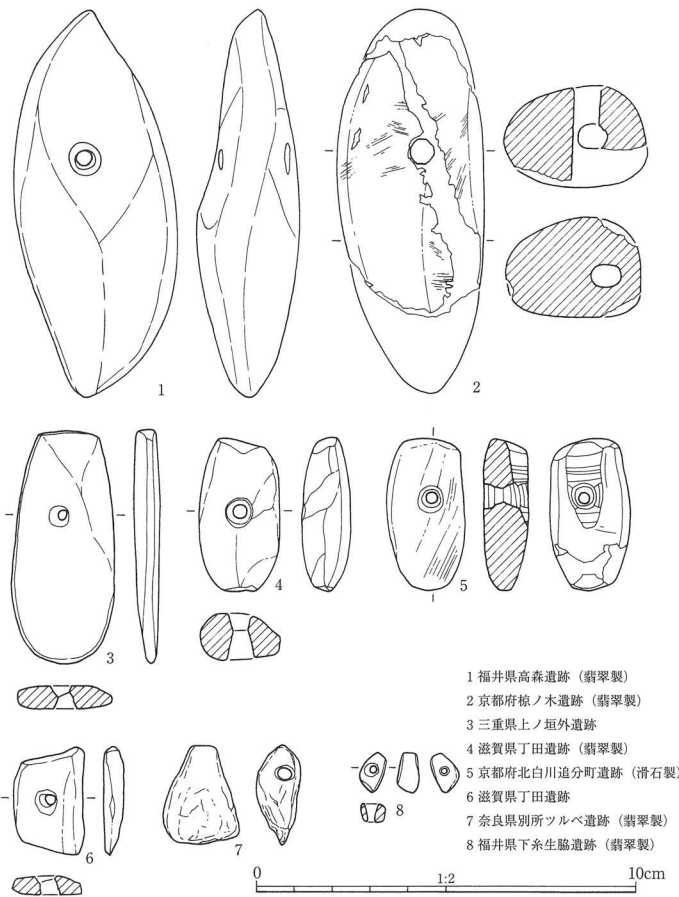 1
2
3
4
5
6
7
8
1 福井県高森遺跡（翡翠製）
2 京都府椋ノ木遺跡（翡翠製）
3 三重県上ノ垣外遺跡
4 滋賀県丁田遺跡（翡翠製）
5 京都府北白川追分町遺跡（滑石製）
6 滋賀県丁田遺跡
7 奈良県別所ツルベ遺跡（翡翠製）
8 福井県下糸生脇遺跡（翡翠製）
0 1:2 10cm